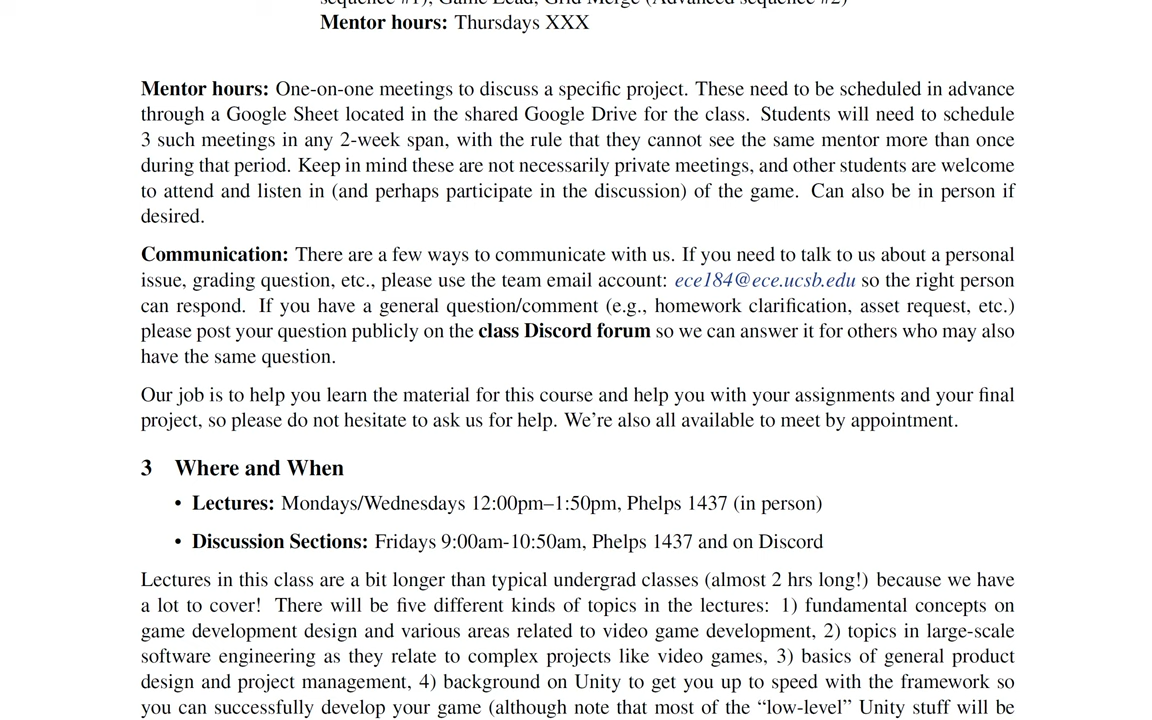 sequence #1), Game Lead, Grid Merge (Advanced sequence #2)
Mentor hours: Thursdays XXX
Mentor hours: One-on-one meetings to discuss a specific project. These need to be scheduled in advance
through a Google Sheet located in the shared Google Drive for the class. Students will need to schedule
3 such meetings in any 2-week span, with the rule that they cannot see the same mentor more than once
during that period. Keep in mind these are not necessarily private meetings, and other students are welcome
to attend and listen in (and perhaps participate in the discussion) of the game. Can also be in person if
desired.
Communication: There are a few ways to communicate with us. If you need to talk to us about a personal
issue, grading question, etc., please use the team email account: ece184@ece.ucsb.edu so the right person
can respond. If you have a general question/comment (e.g., homework clarification, asset request, etc.)
please post your question publicly on the class Discord forum so we can answer it for others who may also
have the same question.
Our job is to help you learn the material for this course and help you with your assignments and your final
project, so please do not hesitate to ask us for help. We're also all available to meet by appointment.
3 Where and When
• Lectures: Mondays/Wednesdays 12:00pm–1:50pm, Phelps 1437 (in person)
• Discussion Sections: Fridays 9:00am-10:50am, Phelps 1437 and on Discord
Lectures in this class are a bit longer than typical undergrad classes (almost 2 hrs long!) because we have
a lot to cover! There will be five different kinds of topics in the lectures: 1) fundamental concepts on
game development design and various areas related to video game development, 2) topics in large-scale
software engineering as they relate to complex projects like video games, 3) basics of general product
design and project management, 4) background on Unity to get you up to speed with the framework so
you can successfully develop your game (although note that most of the “low-level” Unity stuff will be